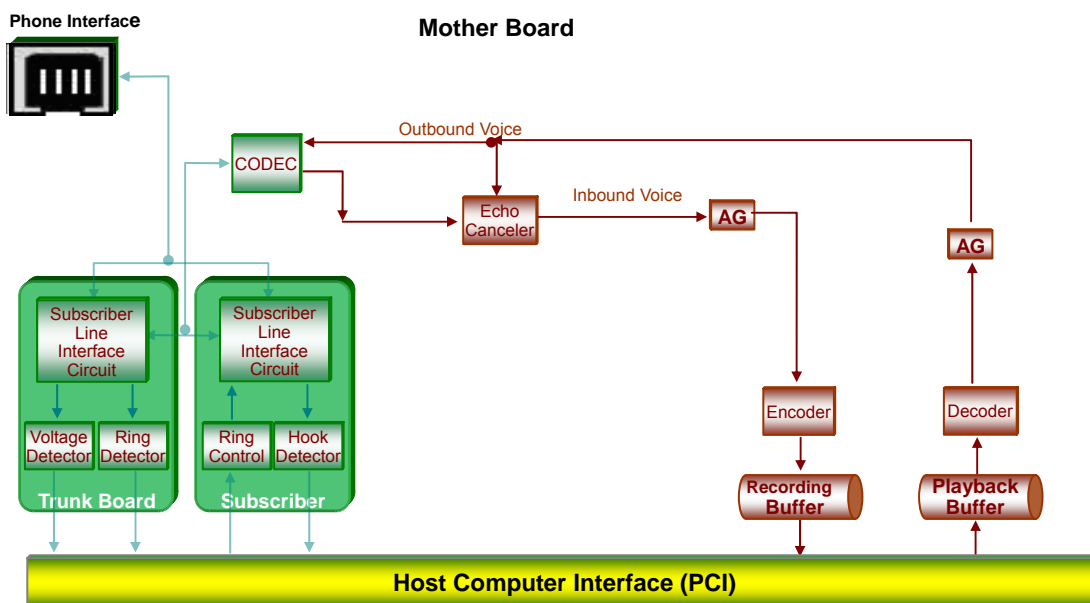 Phone Interface
Mother Board
Outbound Voice
CODEC
Inbound Voice
Echo
Canceler
AG
AG
Subscriber
Line
Interface
Circuit
Subscriber
Line
Interface
Circuit
Voltage
Detector
Ring
Detector
Ring
Control
Hook
Detector
Trunk Board
Subscriber
Encoder
Decoder
Recording
Buffer
Playback
Buffer
Host Computer Interface (PCI)